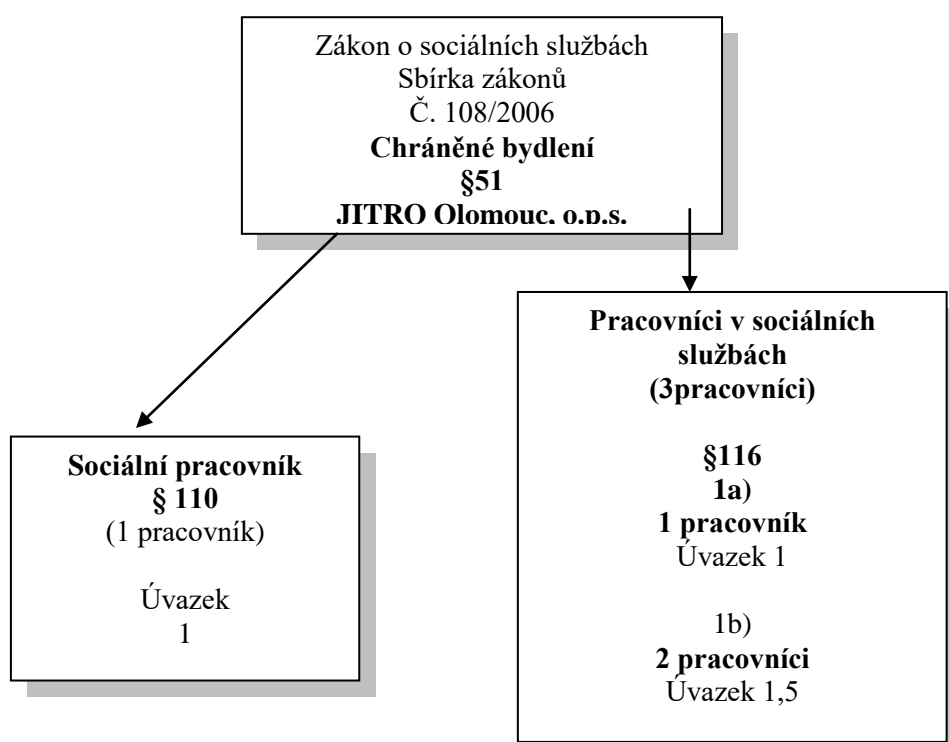 Zákon o sociálních službách
Sbírka zákonů
Č. 108/2006
Chráněné bydlení
§51
JITRO Olomouc, o.p.s.
Sociální pracovník
§ 110
(1 pracovník)
Úvazek
1
Pracovníci v sociálních
službách
(3pracovníci)
§116
1a)
1 pracovník
Úvazek 1
1b)
2 pracovníci
Úvazek 1,5